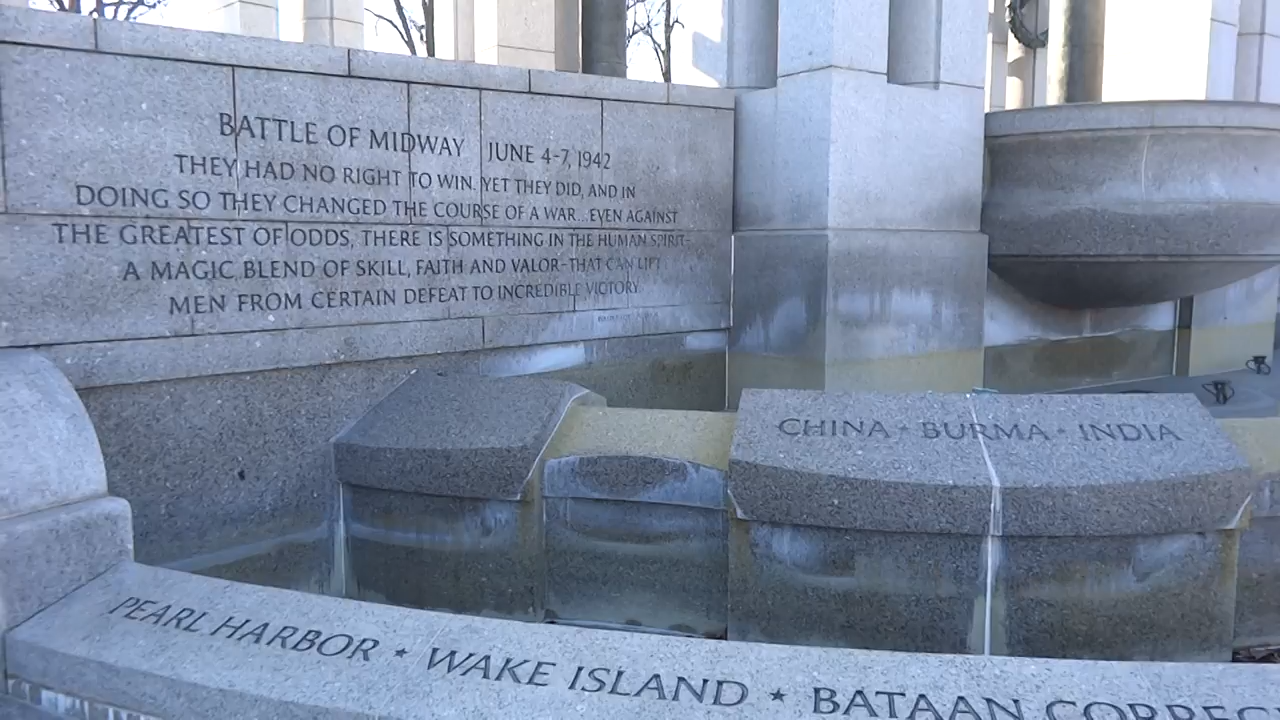 BATTLE OF MIDWAY JUNE 4-7, 1942
THEY HAD NO RIGHT TO WIN. YET THEY DID, AND IN
DOING SO THEY CHANGED THE COURSE OF A WAR...EVEN AGAINST
THE GREATEST OF ODDS, THERE IS SOMETHING IN THE HUMAN SPIRIT-
A MAGIC BLEND OF SKILL, FAITH AND VALOR-THAT CAN LIFT
MEN FROM CERTAIN DEFEAT TO INCREDIBLE VICTORY
CHINA ★ BURMA ★ INDIA
PEARL HARBOR ★ WAKE ISLAND ★ BATAAN CORREG